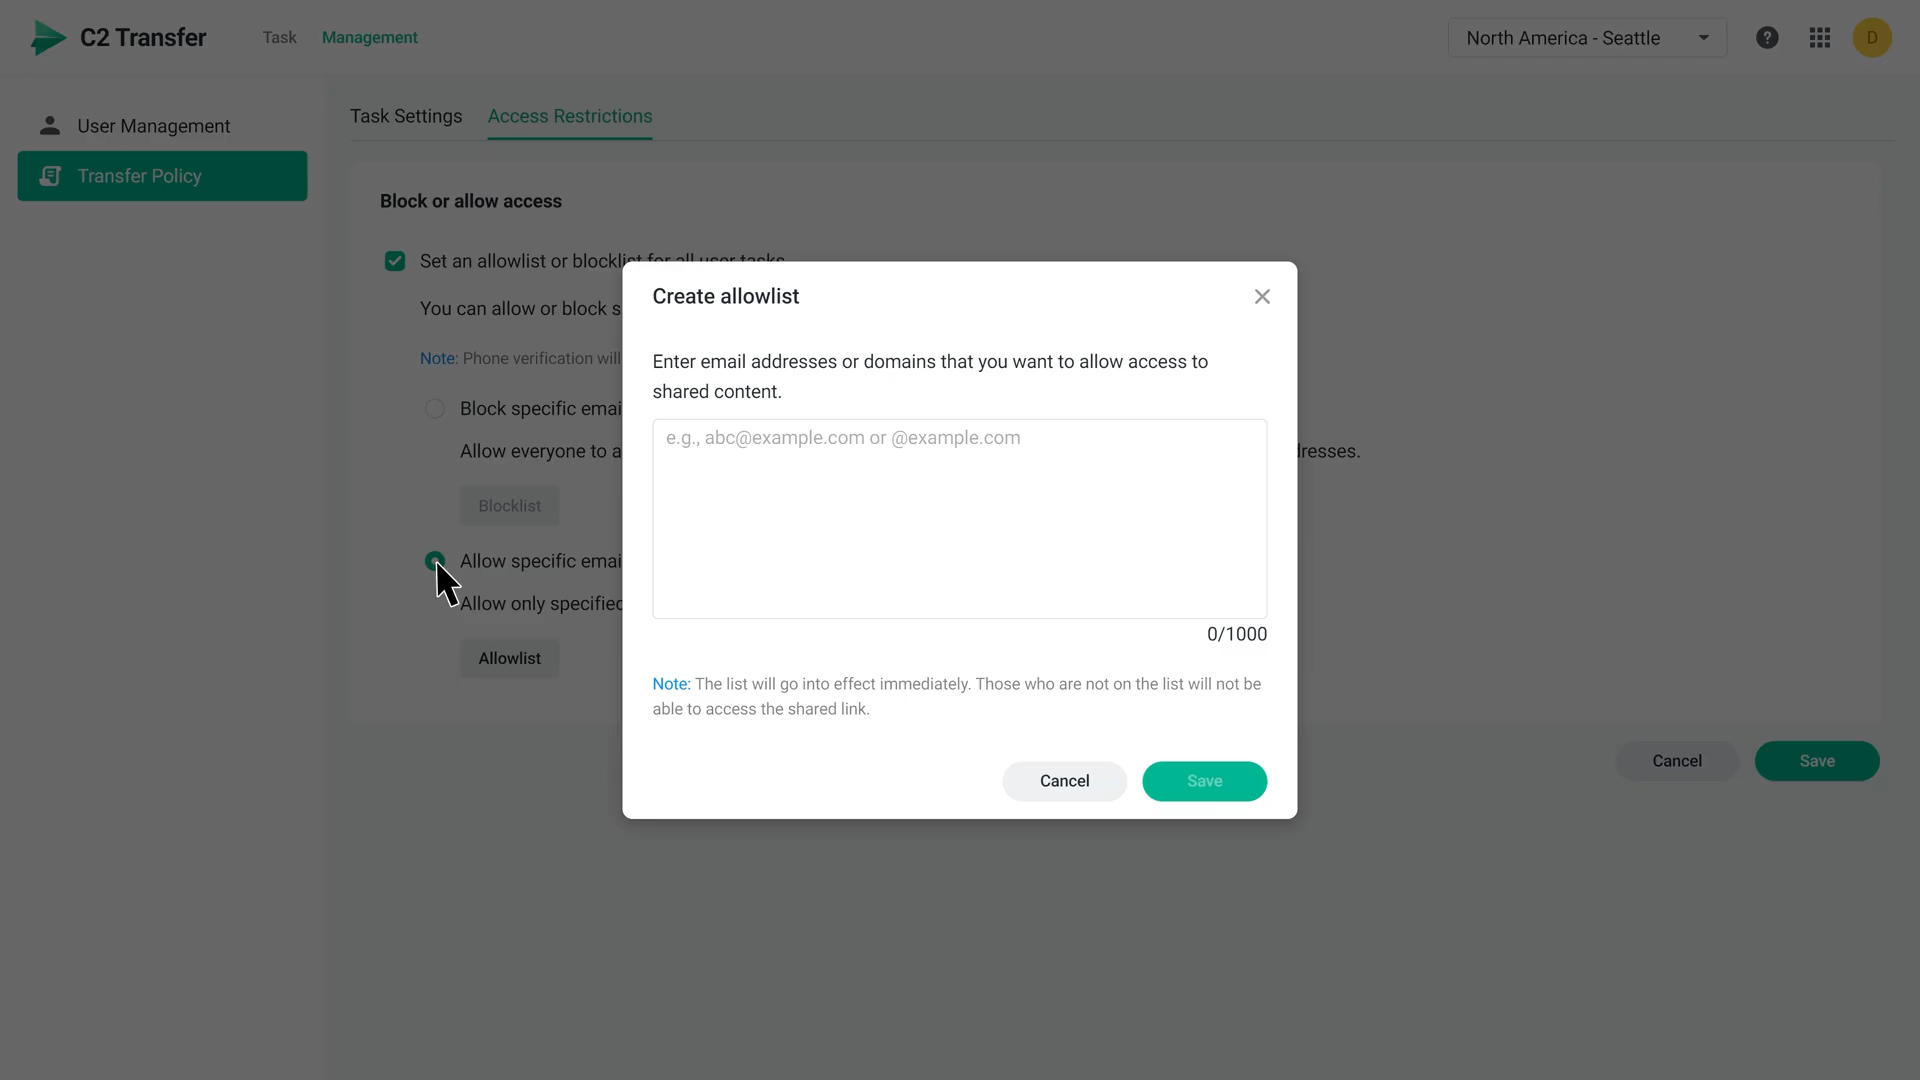 C2 Transfer
Task
Management
North America - Seattle
D
User Management
Transfer Policy
Task Settings
Access Restrictions
Block or allow access
Set an allowlist or blocklist for all user tasks
You can allow or block s
Note: Phone verification will
Block specific emai
Allow everyone to a
dresses.
Blocklist
Allow specific emai
Allow only specified
Allowlist
Create allowlist
Enter email addresses or domains that you want to allow access to
shared content.
e.g., abc@example.com or @example.com
0/1000
Note: The list will go into effect immediately. Those who are not on the list will not be
able to access the shared link.
Cancel
Save
Cancel
Save